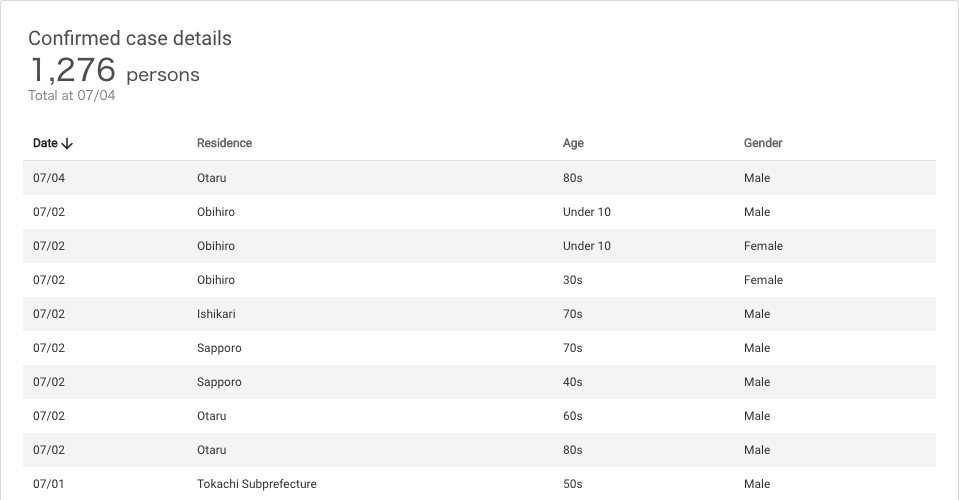 Confirmed case details
1,276 persons
Total at 07/04
Date Residence Age Gender
07/04 Otaru 80s Male
07/02 Obihiro Under 10 Male
07/02 Obihiro Under 10 Female
07/02 Obihiro 30s Female
07/02 Ishikari 70s Male
07/02 Sapporo 70s Male
07/02 Sapporo 40s Male
07/02 Otaru 60s Male
07/02 Otaru 80s Male
07/01 Tokachi Subprefecture 50s Male